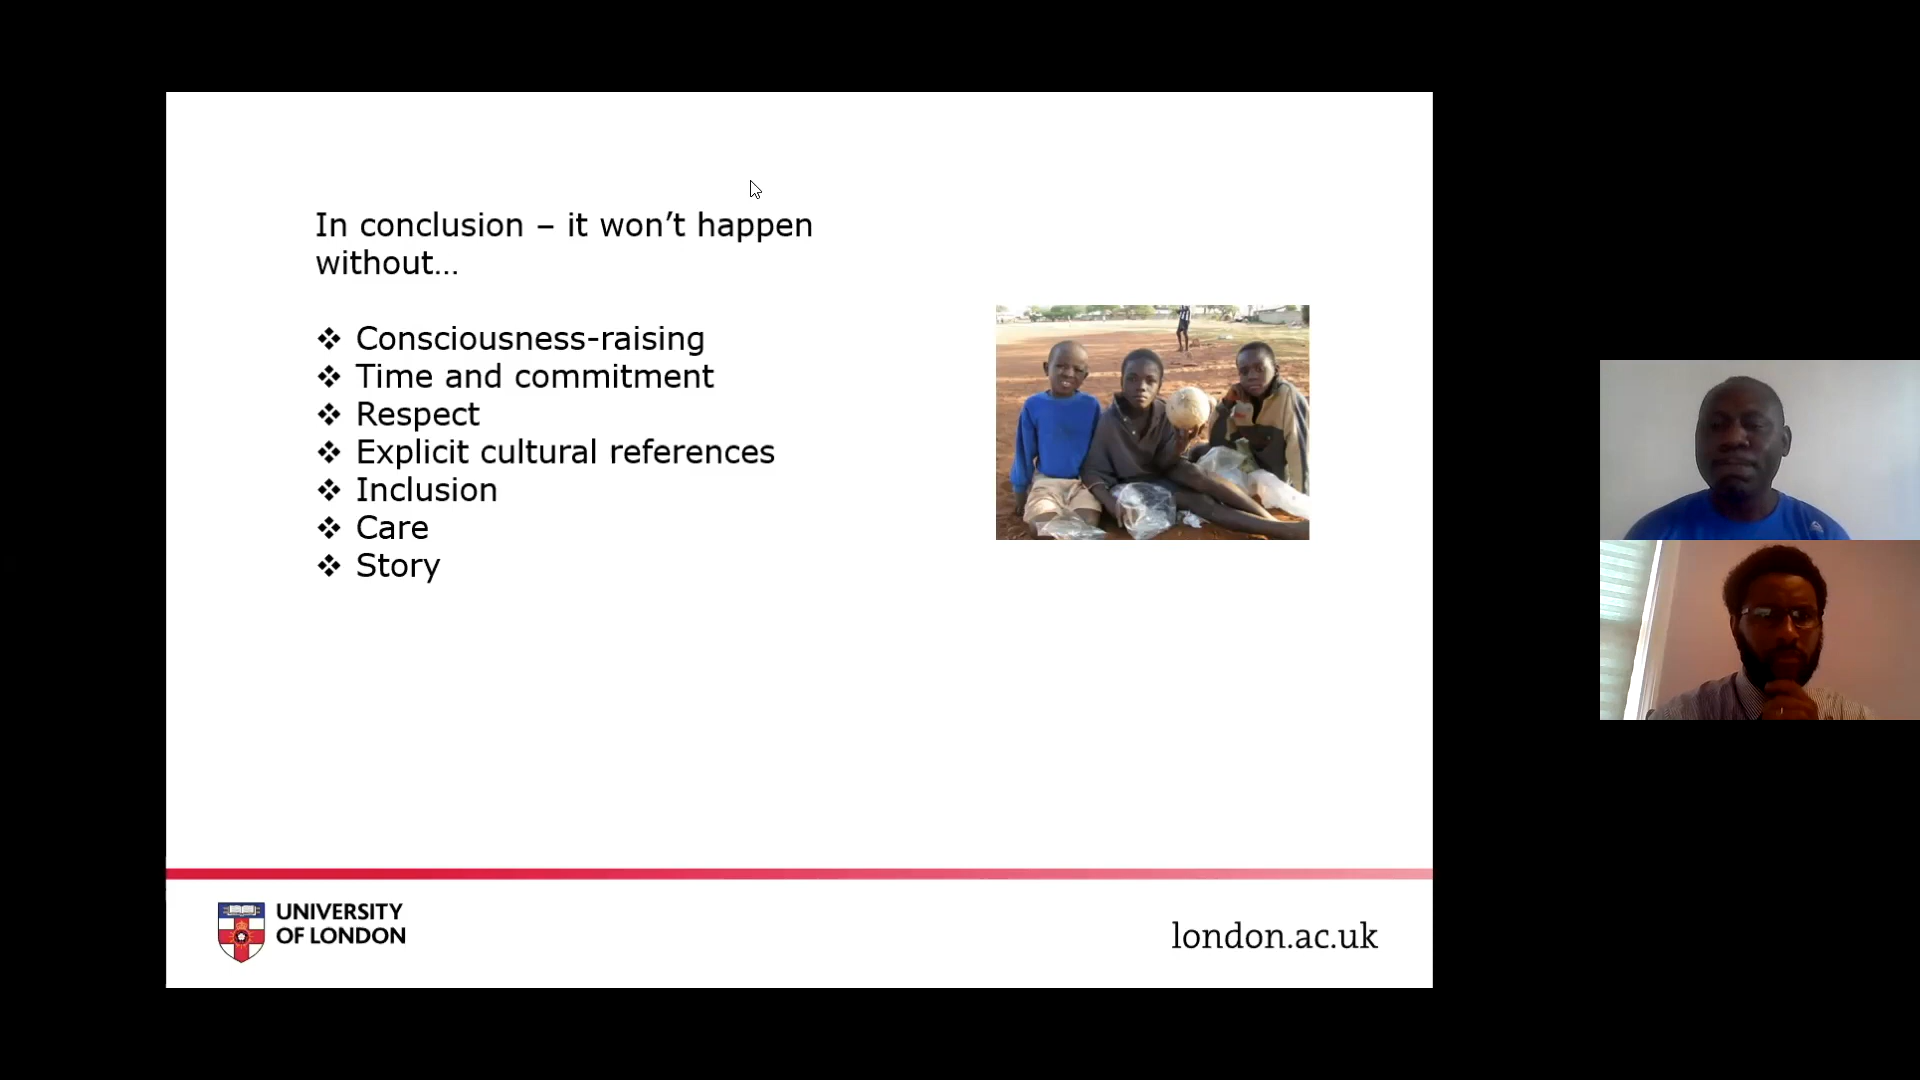 In conclusion – it won’t happen
without…
❖ Consciousness-raising
❖ Time and commitment
❖ Respect
❖ Explicit cultural references
❖ Inclusion
❖ Care
❖ Story
UNIVERSITY
OF LONDON
london.ac.uk